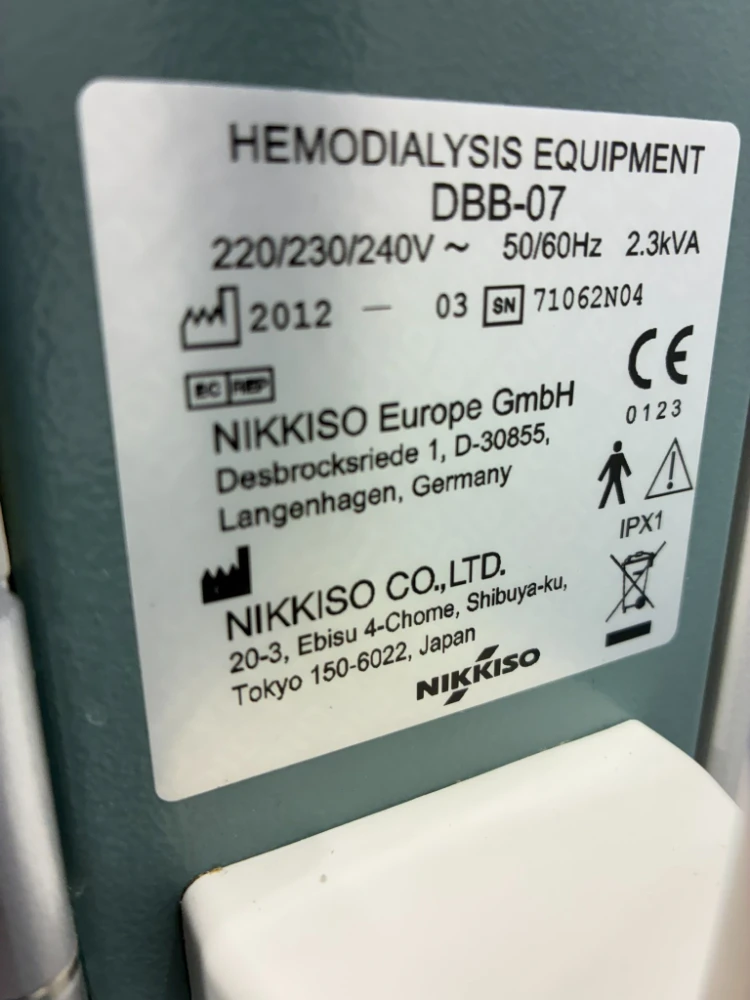 HEMODIALYSIS EQUIPMENT
DBB-07
220/230/240V ~ 50/60Hz 2.3kVA
2012 — 03 SN 71062N04
EC REP
CE
0123
NIKKISO Europe GmbH
Desbrocksriede 1, D-30855,
Langenhagen, Germany
IPX1
NIKKISO CO.,LTD.
20-3, Ebisu 4-Chome, Shibuya-ku,
Tokyo 150-6022, Japan
NIKKISO